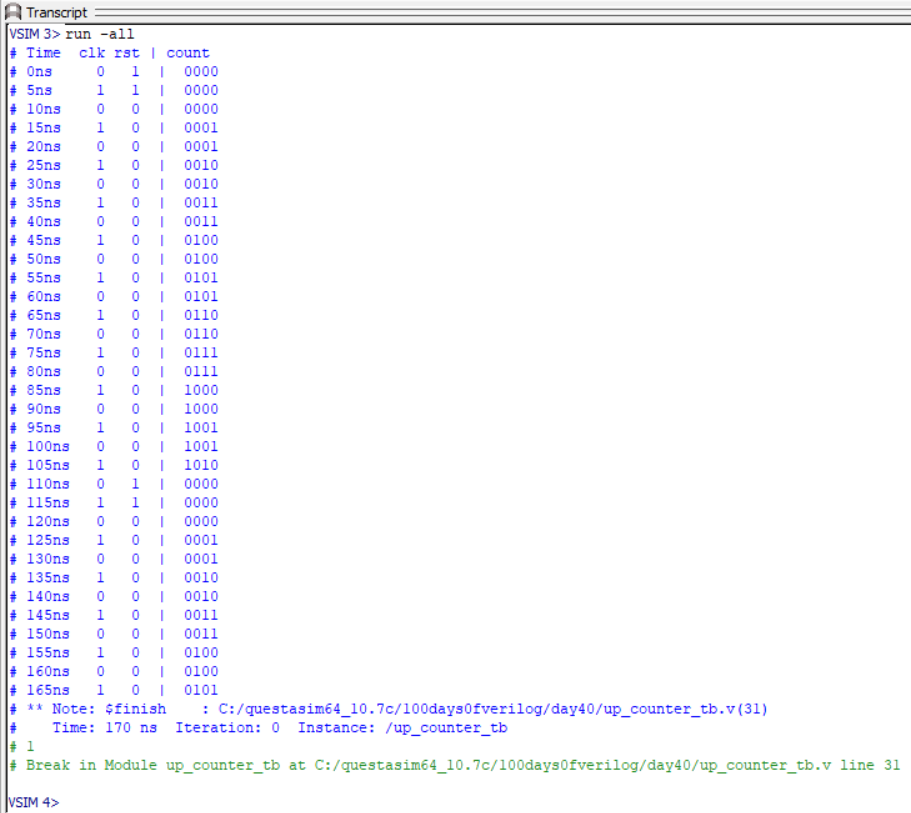 Transcript
VSIM 3> run -all
# Time  clk rst | count
# 0ns     0   1  |  0000
# 5ns     1   1  |  0000
# 10ns    0   0  |  0000
# 15ns    1   0  |  0001
# 20ns    0   0  |  0001
# 25ns    1   0  |  0010
# 30ns    0   0  |  0010
# 35ns    1   0  |  0011
# 40ns    0   0  |  0011
# 45ns    1   0  |  0100
# 50ns    0   0  |  0100
# 55ns    1   0  |  0101
# 60ns    0   0  |  0101
# 65ns    1   0  |  0110
# 70ns    0   0  |  0110
# 75ns    1   0  |  0111
# 80ns    0   0  |  0111
# 85ns    1   0  |  1000
# 90ns    0   0  |  1000
# 95ns    1   0  |  1001
# 100ns   0   0  |  1001
# 105ns   1   0  |  1010
# 110ns   0   1  |  0000
# 115ns   1   1  |  0000
# 120ns   0   0  |  0000
# 125ns   1   0  |  0001
# 130ns   0   0  |  0001
# 135ns   1   0  |  0010
# 140ns   0   0  |  0010
# 145ns   1   0  |  0011
# 150ns   0   0  |  0011
# 155ns   1   0  |  0100
# 160ns   0   0  |  0100
# 165ns   1   0  |  0101
# ** Note: $finish    : C:/questasim64_10.7c/100days0fverilog/day40/up_counter_tb.v(31)
#    Time: 170 ns  Iteration: 0  Instance: /up_counter_tb
# 1
# Break in Module up_counter_tb at C:/questasim64_10.7c/100days0fverilog/day40/up_counter_tb.v line 31
VSIM 4>